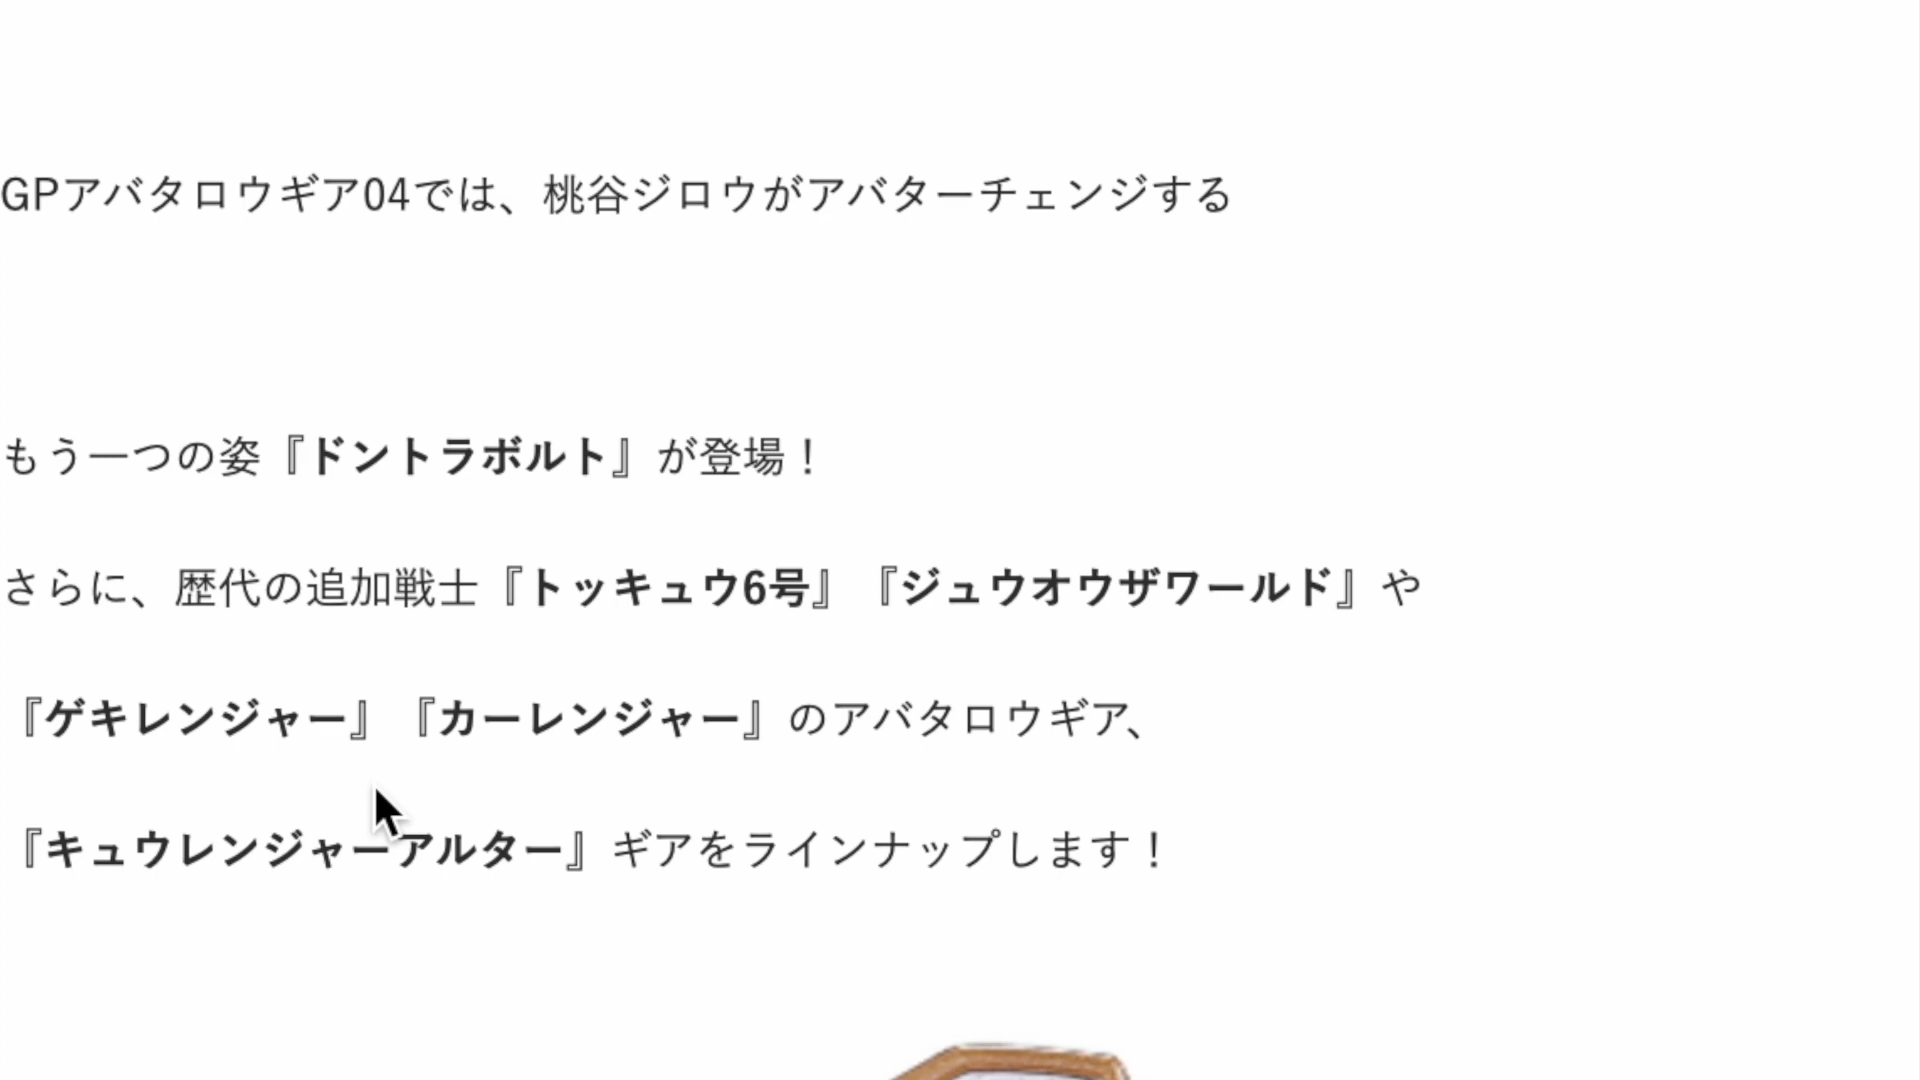 GPアバタロウギア04では、桃谷ジロウがアバターチェンジする
もう一つの姿『ドントラボルト』が登場！
さらに、歴代の追加戦士『トッキュウ6号』『ジュウオウザワールド』や
『ゲキレンジャー』『カーレンジャー』のアバタロウギア、
『キュウレンジャーアルター』ギアをラインナップします！